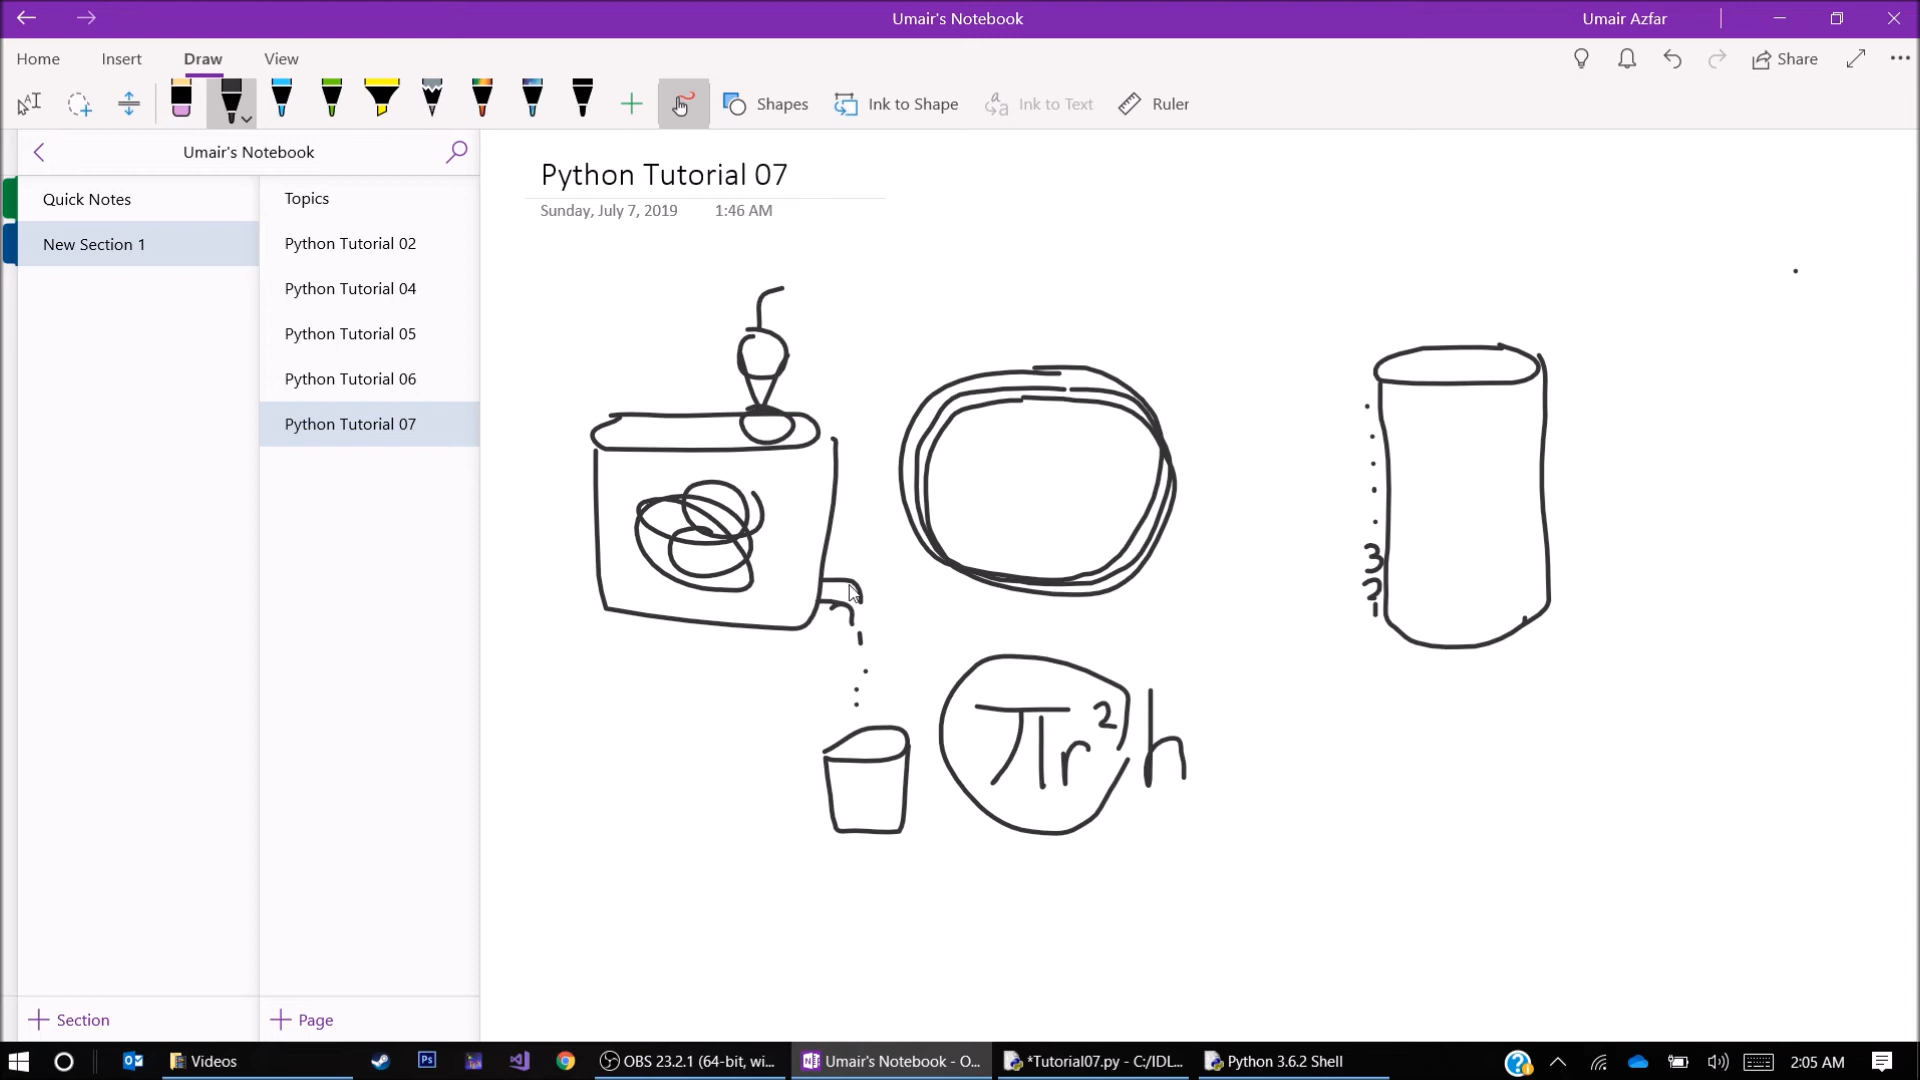 Umair's Notebook
Umair Azfar
Home
Insert
Draw
View
Share
Shapes
Ink to Shape
Ink to Text
Ruler
Umair's Notebook
Quick Notes
New Section 1
Topics
Python Tutorial 02
Python Tutorial 04
Python Tutorial 05
Python Tutorial 06
Python Tutorial 07
Python Tutorial 07
Sunday, July 7, 2019 1:46 AM
3
2
1
πr²h
Section
Page
Videos
Ps
OBS 23.2.1 (64-bit, wi...
Umair's Notebook - O...
*Tutorial07.py - C:/IDL...
Python 3.6.2 Shell
2:05 AM